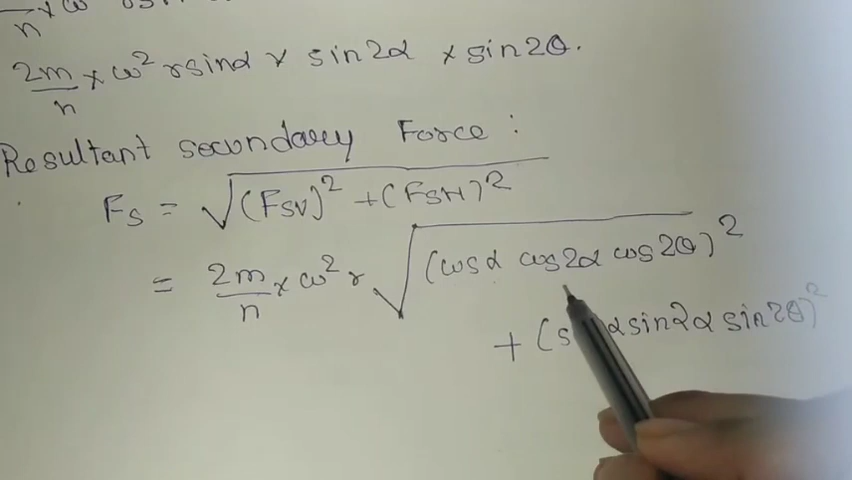 n × ω
2m/n × ω² r sinα × sin2α × sin2θ.
Resultant secondary Force :
Fs = √(FSV)² + (FSH)²
= 2m/n × ω² r √(cosα cos2α cos2θ)²
+ (s α sin2α sin2θ)²